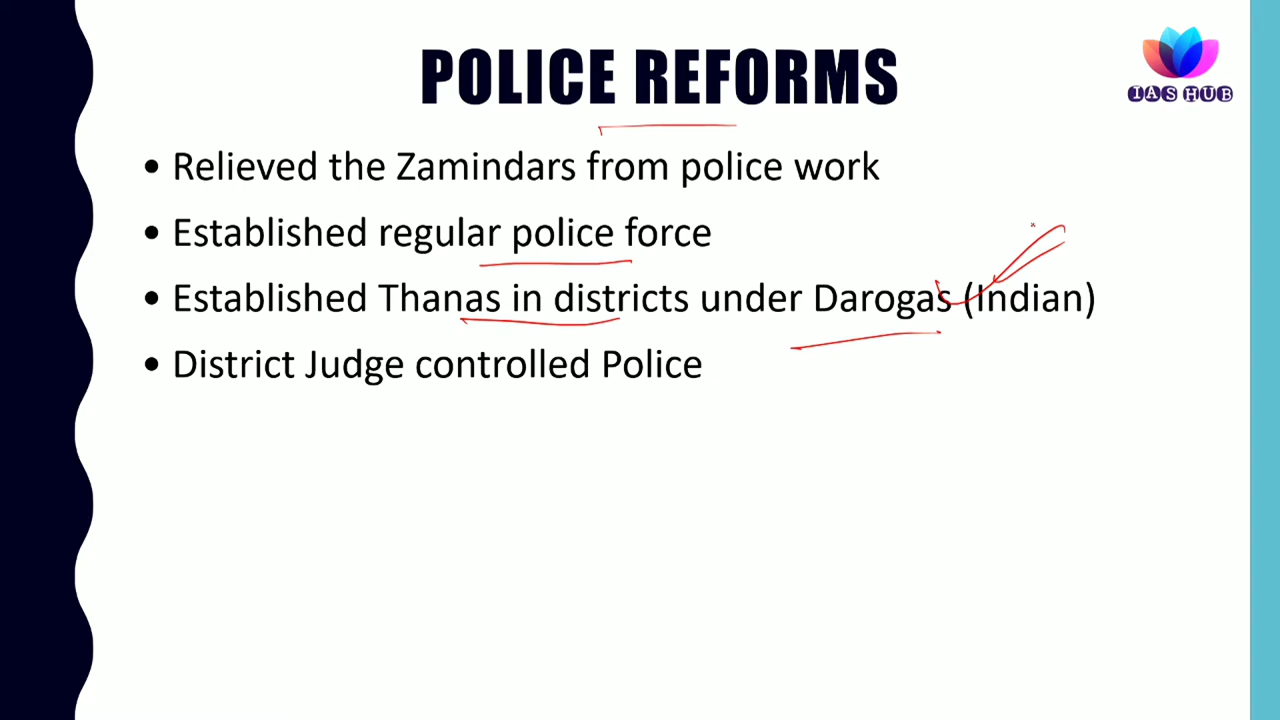 POLICE REFORMS
IAS HUB
• Relieved the Zamindars from police work
• Established regular police force
• Established Thanas in districts under Darogas (Indian)
• District Judge controlled Police